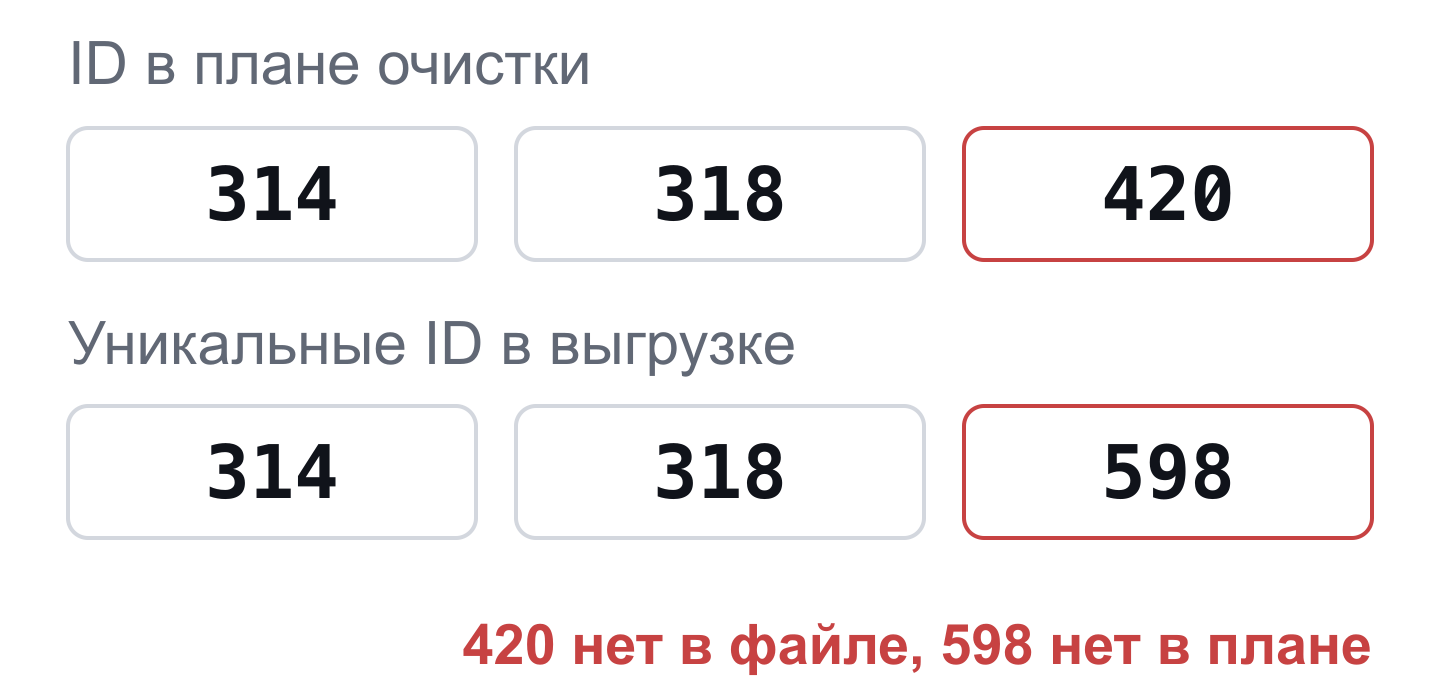 ID в плане очистки
314 318 420
Уникальные ID в выгрузке
314 318 598
420 нет в файле, 598 нет в плане